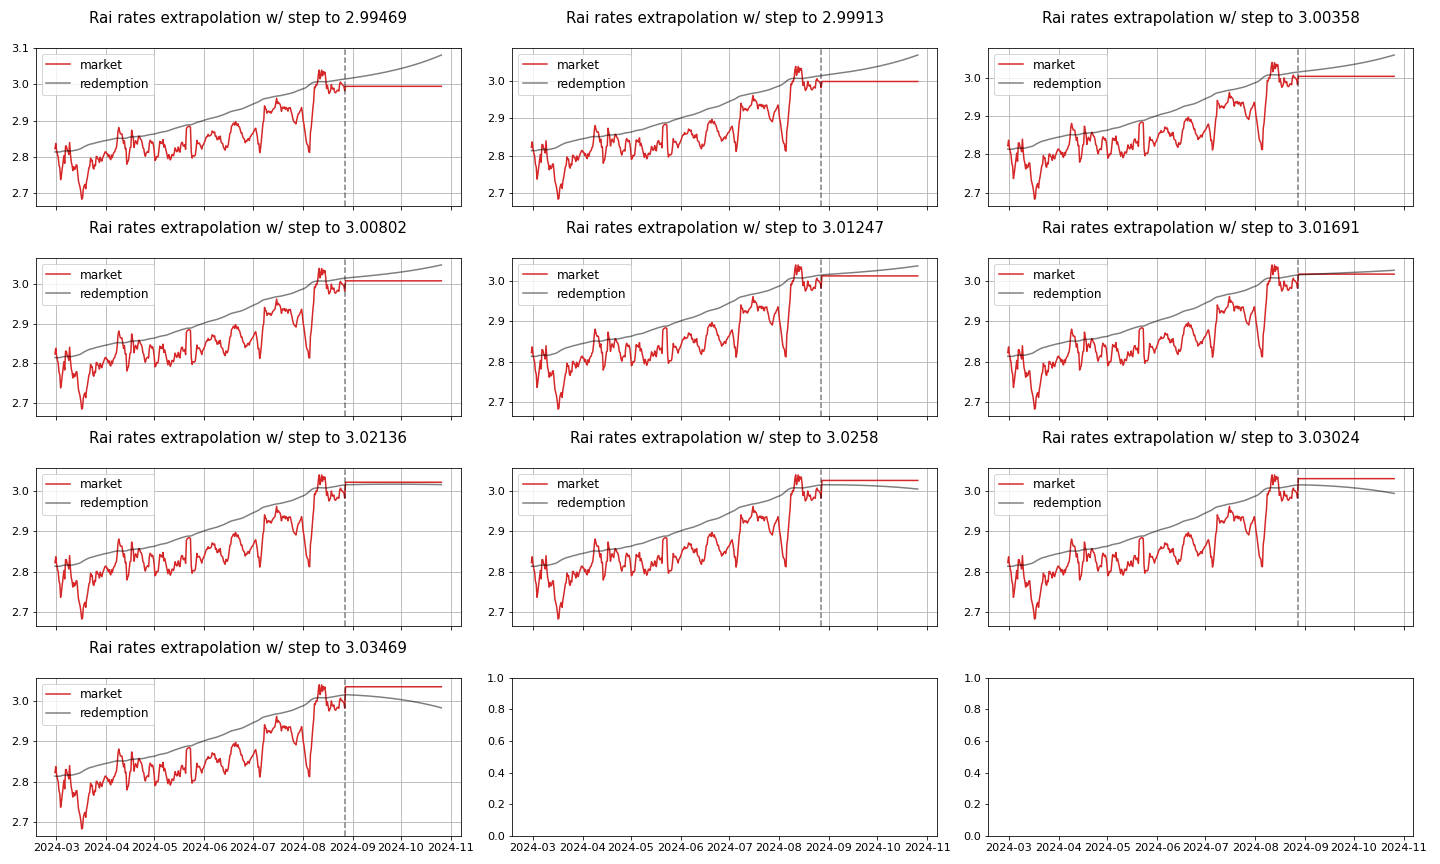 Rai rates extrapolation w/ step to 2.99469
Rai rates extrapolation w/ step to 2.99913
Rai rates extrapolation w/ step to 3.00358
3.1
3.0
2.9
2.8
2.7
market
redemption
3.0
2.9
2.8
2.7
market
redemption
3.0
2.9
2.8
2.7
market
redemption
Rai rates extrapolation w/ step to 3.00802
Rai rates extrapolation w/ step to 3.01247
Rai rates extrapolation w/ step to 3.01691
3.0
2.9
2.8
2.7
market
redemption
3.0
2.9
2.8
2.7
market
redemption
3.0
2.9
2.8
2.7
market
redemption
Rai rates extrapolation w/ step to 3.02136
Rai rates extrapolation w/ step to 3.0258
Rai rates extrapolation w/ step to 3.03024
3.0
2.9
2.8
2.7
market
redemption
3.0
2.9
2.8
2.7
market
redemption
3.0
2.9
2.8
2.7
market
redemption
Rai rates extrapolation w/ step to 3.03469
3.0
2.9
2.8
2.7
market
redemption
2024-03 2024-04 2024-05 2024-06 2024-07 2024-08 2024-09 2024-10 2024-11
1.0
0.8
0.6
0.4
0.2
0.0
2024-03 2024-04 2024-05 2024-06 2024-07 2024-08 2024-09 2024-10 2024-11
1.0
0.8
0.6
0.4
0.2
0.0
2024-03 2024-04 2024-05 2024-06 2024-07 2024-08 2024-09 2024-10 2024-11